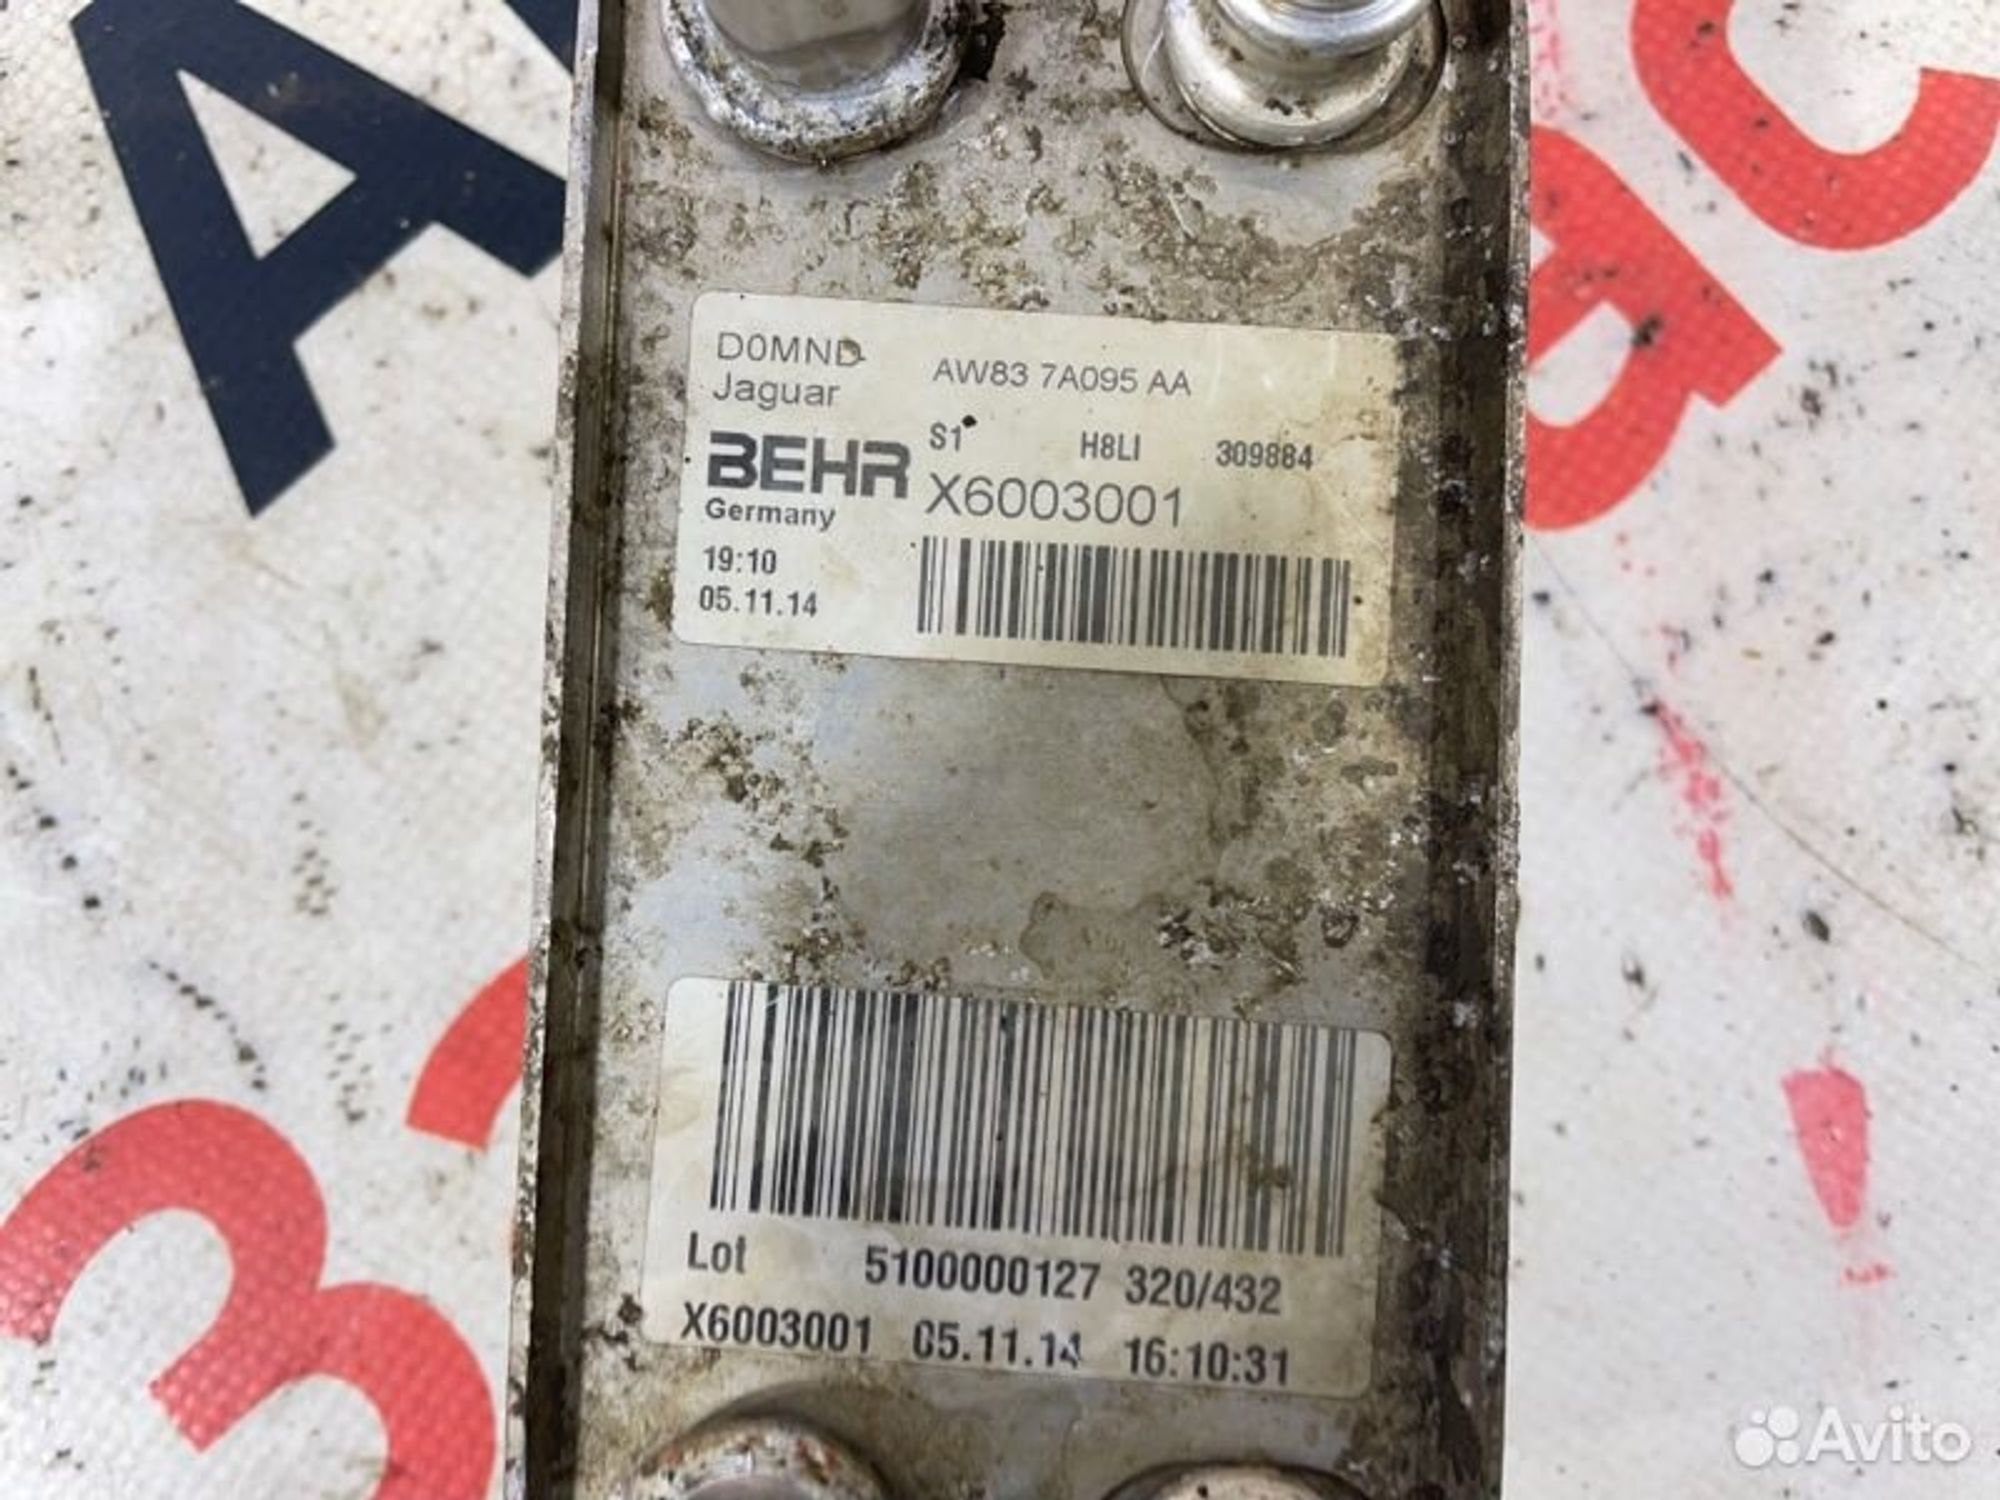 D0MND
Jaguar
AW83 7A095 AA
S1 H8LI 309884
BEHR X6003001
Germany
19:10
05.11.14
Lot 5100000127 320/432
X6003001 05.11.14 16:10:31
Avito